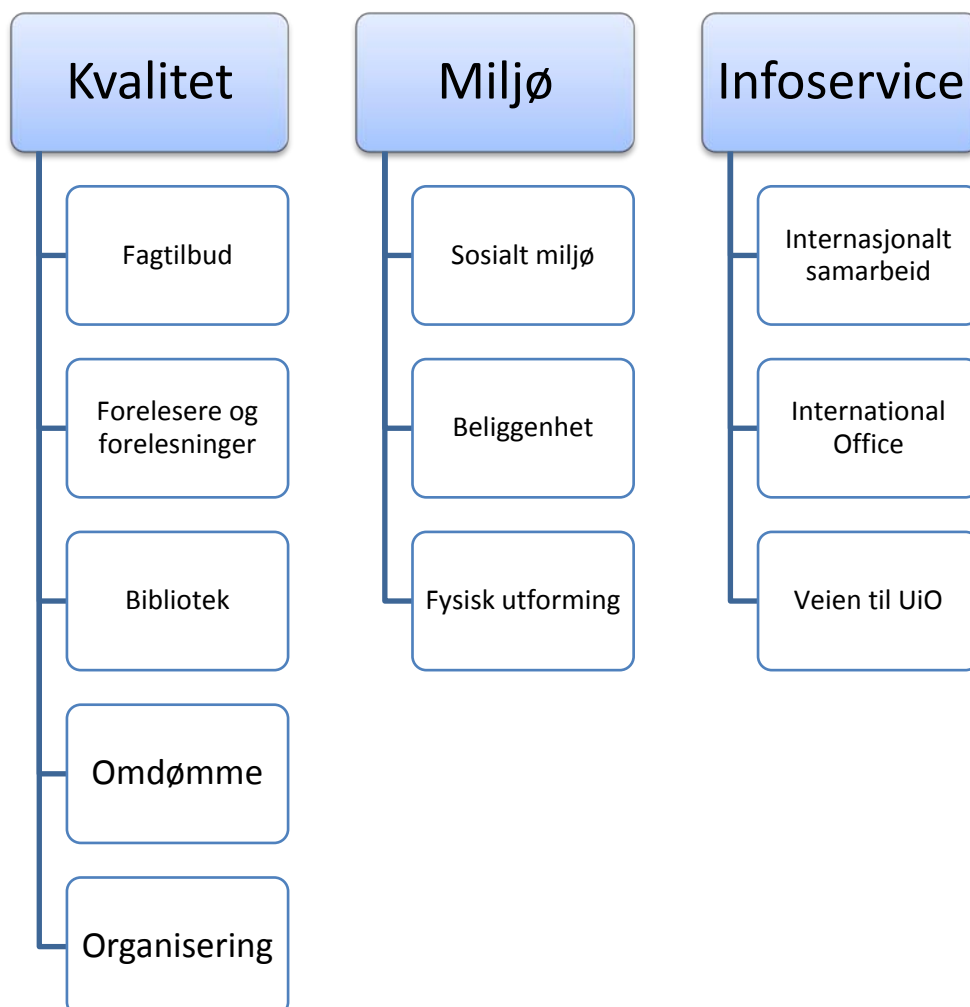 Kvalitet
Fagtilbud
Forelesere og
forelesninger
Bibliotek
Omdømme
Organisering
Miljø
Sosialt miljø
Beliggenhet
Fysisk utforming
Infoservice
Internasjonalt
samarbeid
International
Office
Veien til UiO